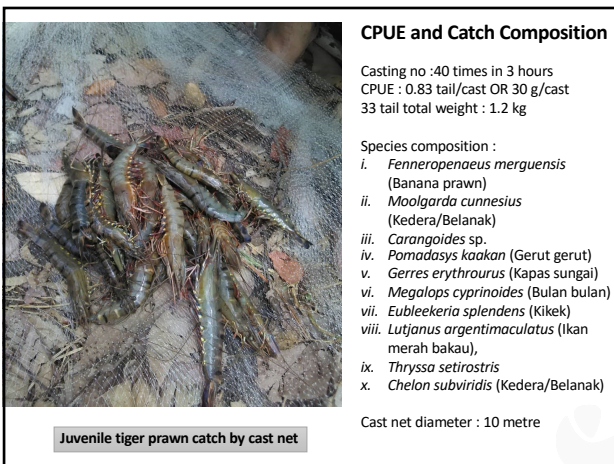 CPUE and Catch Composition
Casting no :40 times in 3 hours
CPUE : 0.83 tail/cast OR 30 g/cast
33 tail total weight : 1.2 kg
Species composition :
i. Fenneropenaeus merguensis
(Banana prawn)
ii. Moolgarda cunnesius
(Kedera/Belanak)
iii. Carangoides sp.
iv. Pomadasys kaakan (Gerut gerut)
v. Gerres erythrourus (Kapas sungai)
vi. Megalops cyprinoides (Bulan bulan)
vii. Eubleekeria splendens (Kikek)
viii. Lutjanus argentimaculatus (Ikan
merah bakau),
ix. Thryssa setirostris
x. Chelon subviridis (Kedera/Belanak)
Cast net diameter : 10 metre
Juvenile tiger prawn catch by cast net